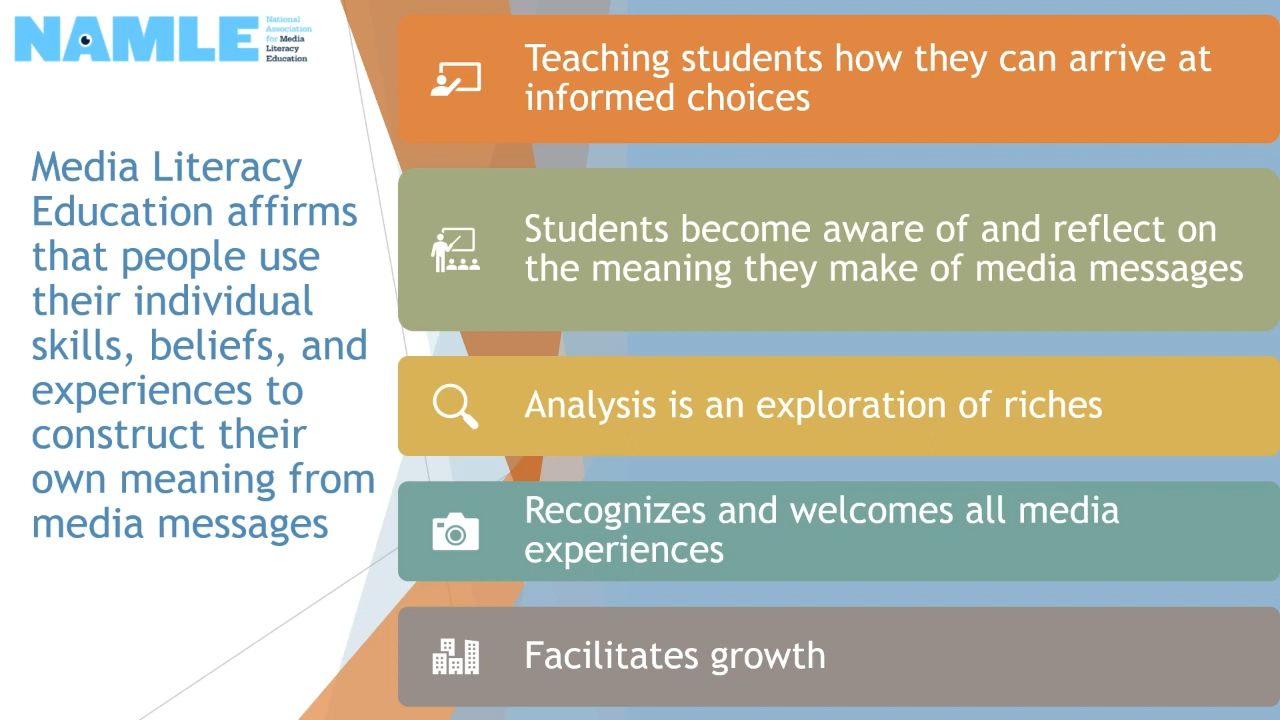 NAMLE
National
Association
for Media
Literacy
Education
Media Literacy
Education affirms
that people use
their individual
skills, beliefs, and
experiences to
construct their
own meaning from
media messages
Teaching students how they can arrive at
informed choices
Students become aware of and reflect on
the meaning they make of media messages
Analysis is an exploration of riches
Recognizes and welcomes all media
experiences
Facilitates growth